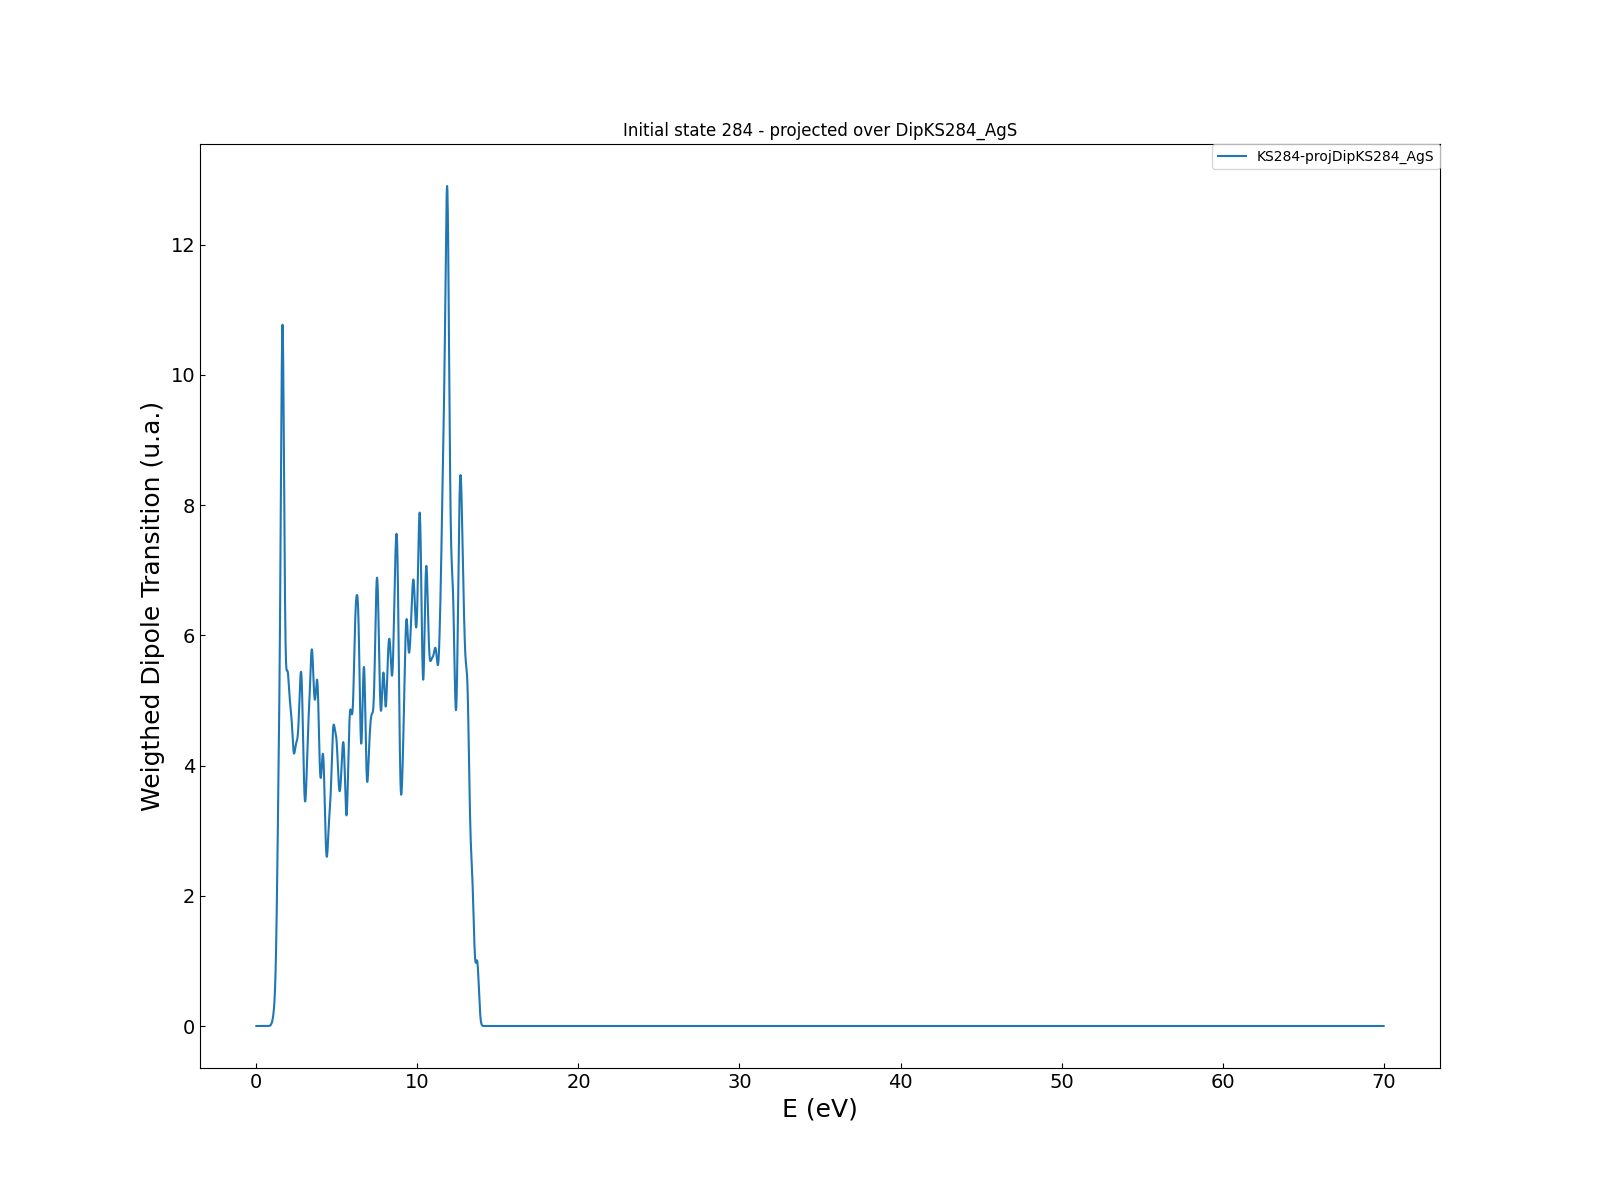 Initial state 284 - projected over DipKS284_AgS
KS284-projDipKS284_AgS
Weigthed Dipole Transition (u.a.)
12
10
8
6
4
2
0
0 10 20 30 40 50 60 70
E (eV)